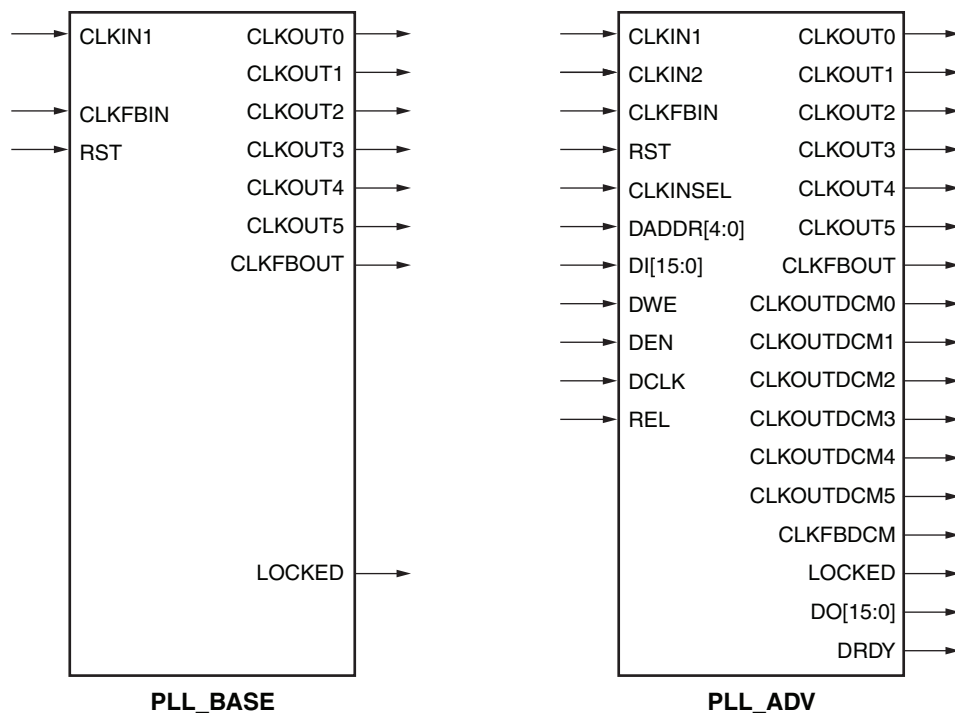 CLKIN1
CLKFBIN
RST
CLKOUT0
CLKOUT1
CLKOUT2
CLKOUT3
CLKOUT4
CLKOUT5
CLKFBOUT
LOCKED
PLL_BASE
CLKIN1
CLKIN2
CLKFBIN
RST
CLKINSEL
DADDR[4:0]
DI[15:0]
DWE
DEN
DCLK
REL
CLKOUT0
CLKOUT1
CLKOUT2
CLKOUT3
CLKOUT4
CLKOUT5
CLKFBOUT
CLKOUTDCM0
CLKOUTDCM1
CLKOUTDCM2
CLKOUTDCM3
CLKOUTDCM4
CLKOUTDCM5
CLKFBDCM
LOCKED
DO[15:0]
DRDY
PLL_ADV